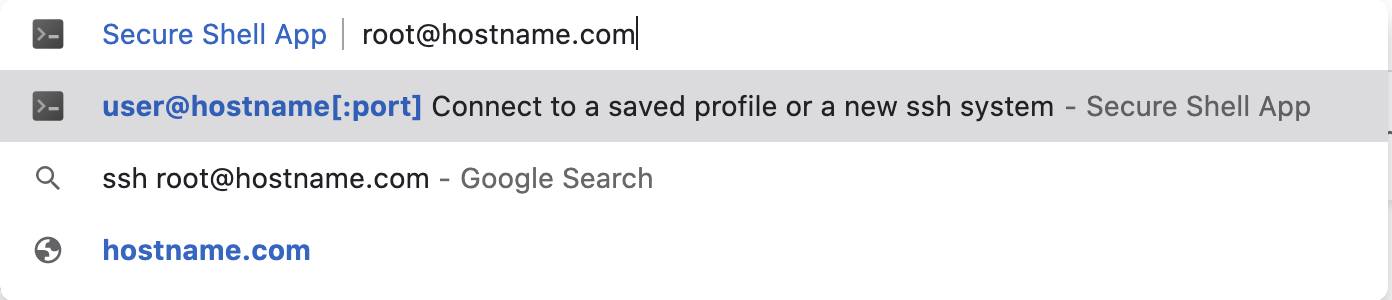 Secure Shell App | root@hostname.com
user@hostname[:port] Connect to a saved profile or a new ssh system - Secure Shell App
ssh root@hostname.com - Google Search
hostname.com